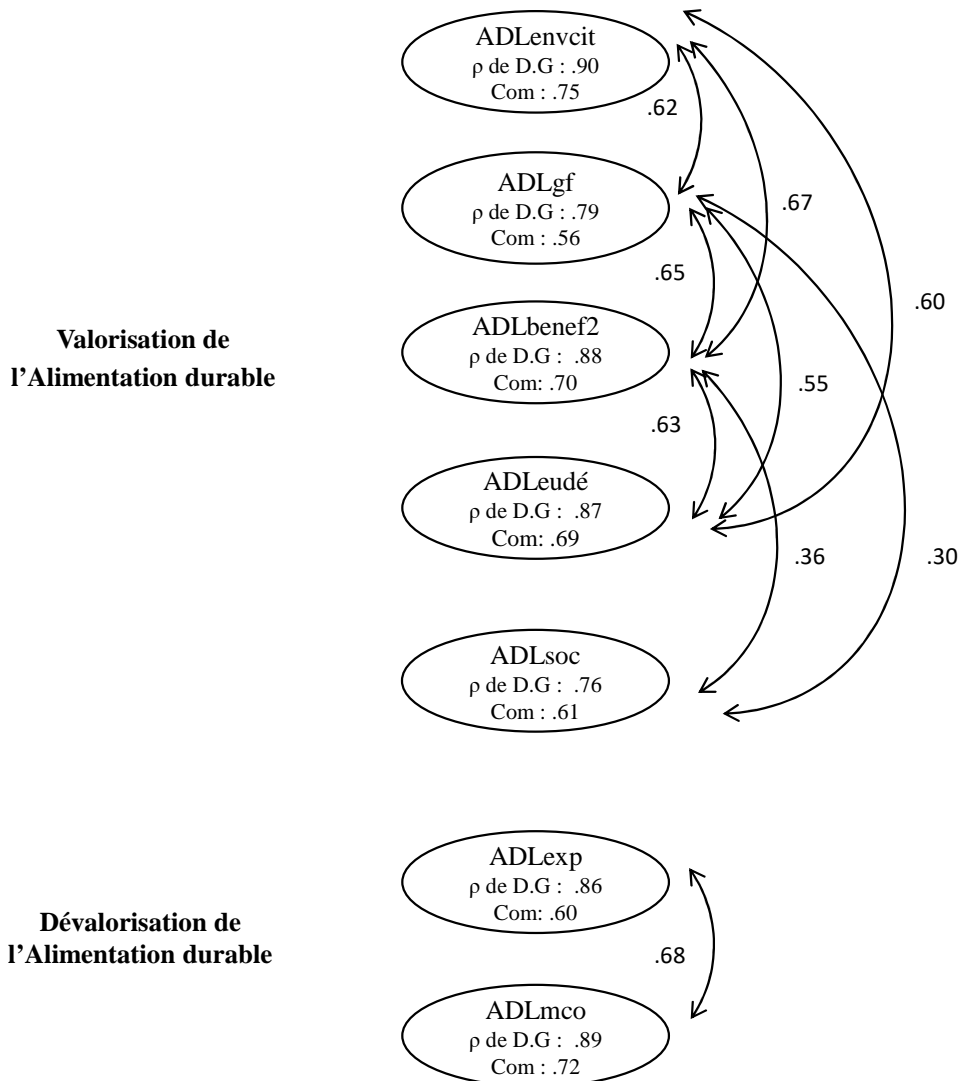 ADLenvcit
ρ de D.G : .90
Com : .75
.62
ADLgf
ρ de D.G : .79
Com : .56
.67
.65
.60
Valorisation de
l’Alimentation durable
ADLbenef2
ρ de D.G :  .88
Com: .70
.55
.63
ADLeudé
ρ de D.G :  .87
Com: .69
.36
.30
ADLsoc
ρ de D.G :  .76
Com : .61
Dévalorisation de
l’Alimentation durable
ADLexp
ρ de D.G :  .86
Com: .60
.68
ADLmco
ρ de D.G :  .89
Com : .72